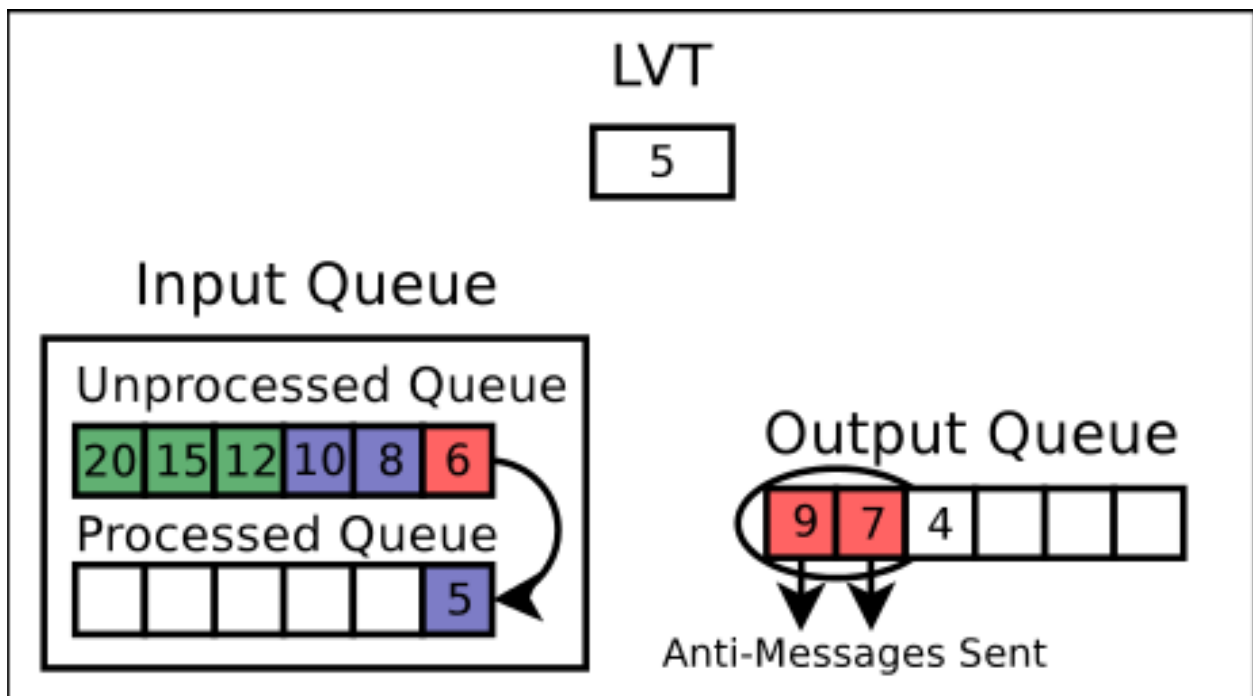 LVT
5
Input Queue
Unprocessed Queue
20 15 12 10 8 6
Processed Queue
5
Output Queue
9 7 4
Anti-Messages Sent